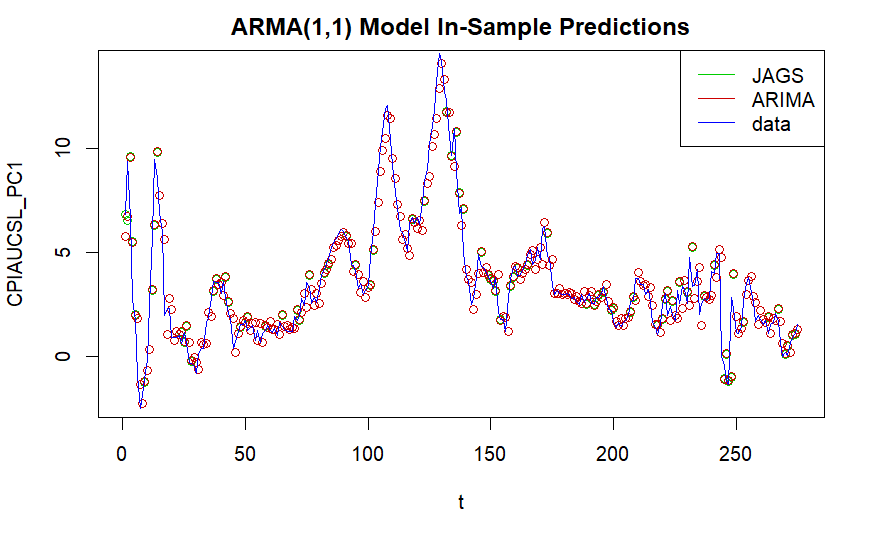 ARMA(1,1) Model In-Sample Predictions
JAGS
ARIMA
data
CPIAUCSL_PC1
10
5
0
0
50
100
150
200
250
t